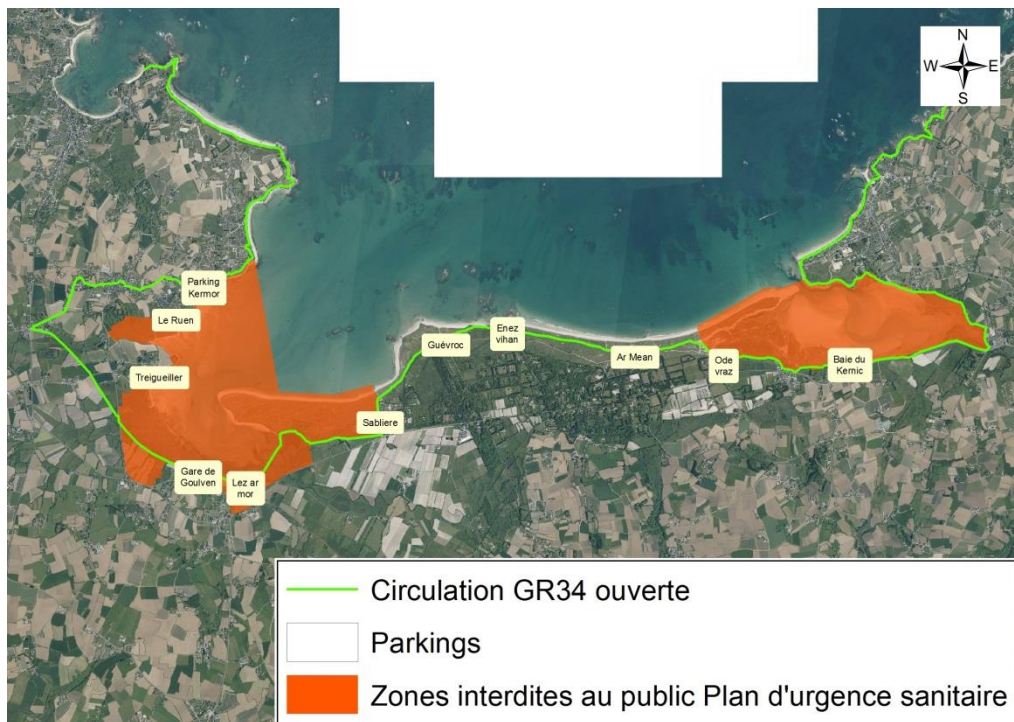 N
W E
S
Parking
Kermor
Le Ruen
Treigueiller
Gare de
Goulven
Lez ar
mor
Sabliere
Guévroc
Enez
vihan
Ar Mean
Ode
vraz
Baie du
Kernic
Circulation GR34 ouverte
Parkings
Zones interdites au public Plan d'urgence sanitaire